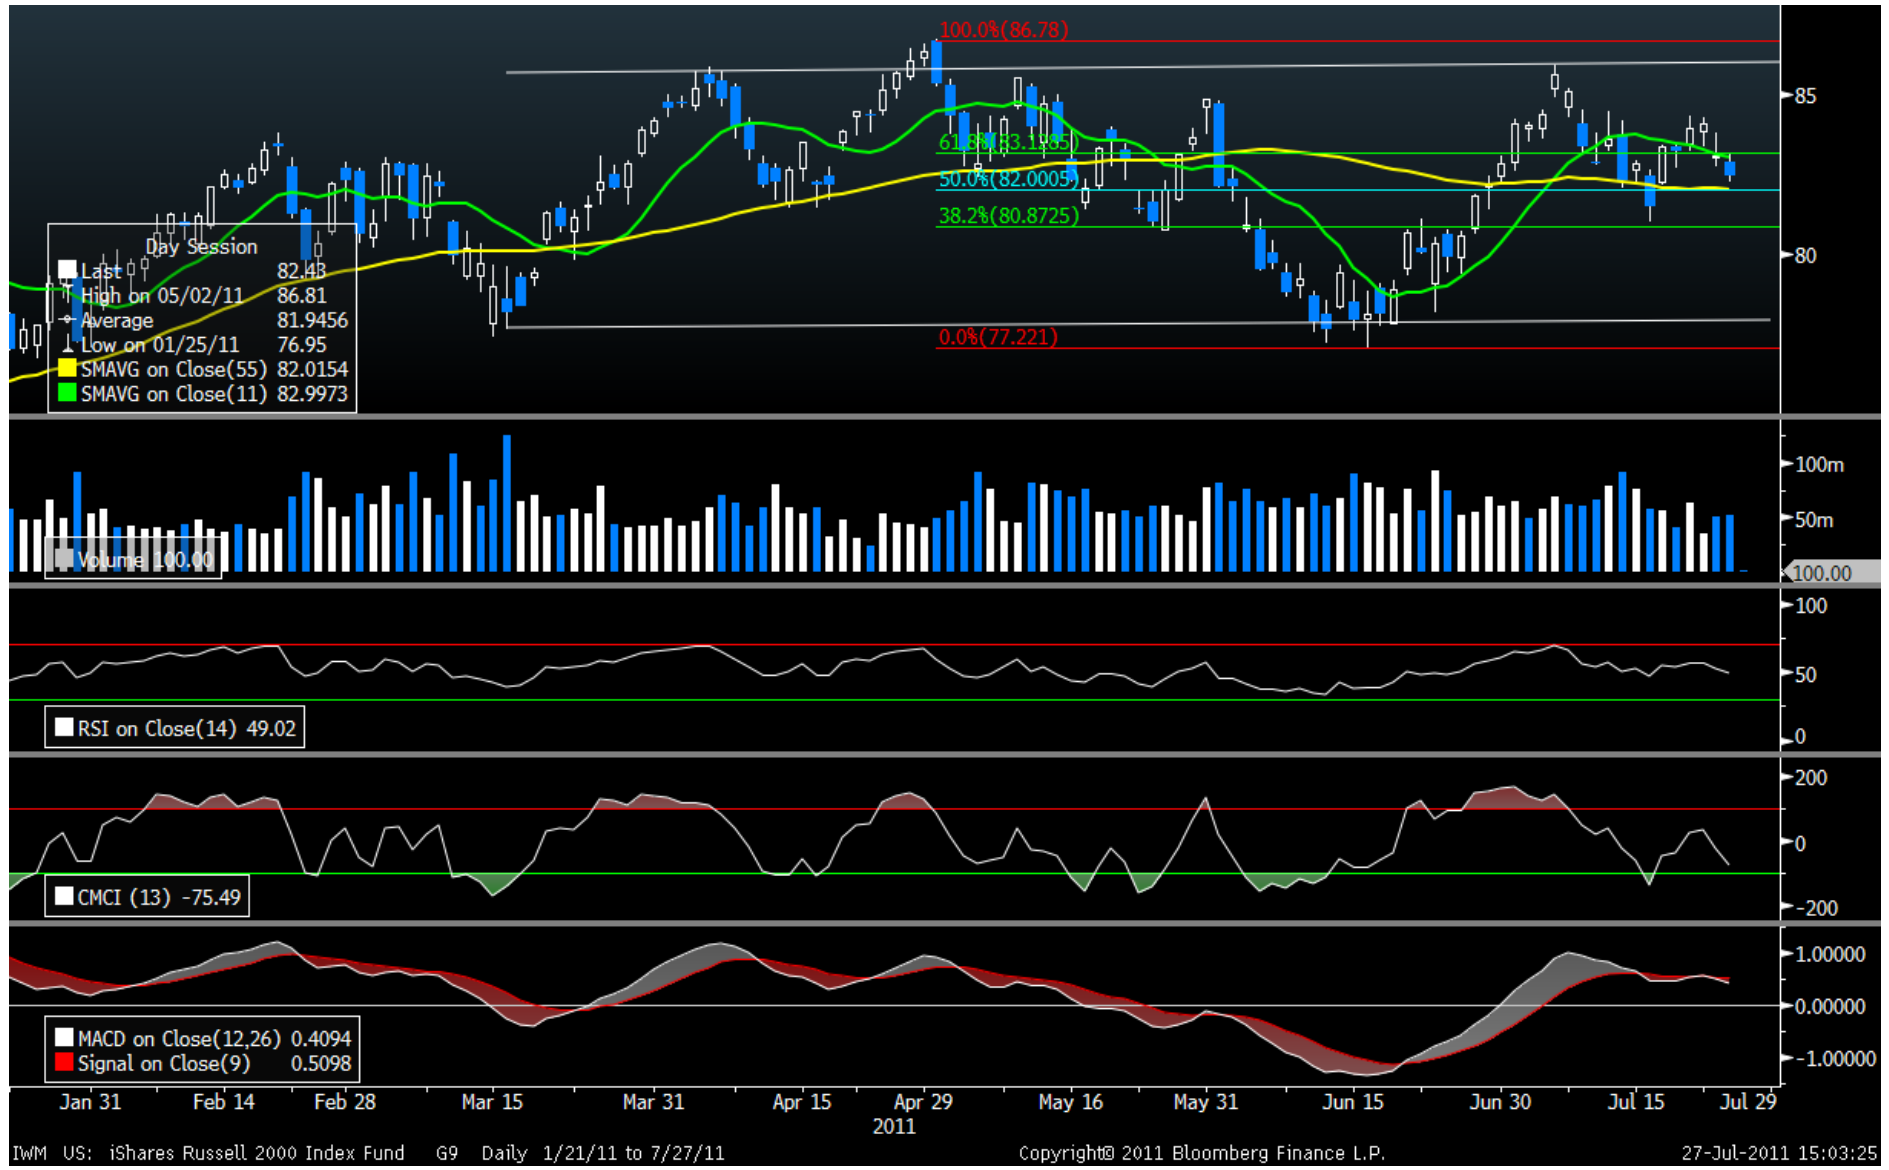 100.0%(86.78)
85
61.8%(83.1285)
50.0%(82.0005)
38.2%(80.8725)
80
0.0%(77.221)
Day Session
Last 82.43
High on 05/02/11 86.81
Average 81.9456
Low on 01/25/11 76.95
SMAVG on Close(55) 82.0154
SMAVG on Close(11) 82.9973
100m
50m
Volume 100.00
100.00
100
50
0
RSI on Close(14) 49.02
200
0
-200
CMCI (13) -75.49
1.00000
0.00000
-1.00000
MACD on Close(12,26) 0.4094
Signal on Close(9) 0.5098
Jan 31 Feb 14 Feb 28 Mar 15 Mar 31 Apr 15 Apr 29 May 16 May 31 Jun 15 Jun 30 Jul 15 Jul 29
2011
IWM US: iShares Russell 2000 Index Fund G9 Daily 1/21/11 to 7/27/11 Copyright© 2011 Bloomberg Finance L.P. 27-Jul-2011 15:03:25